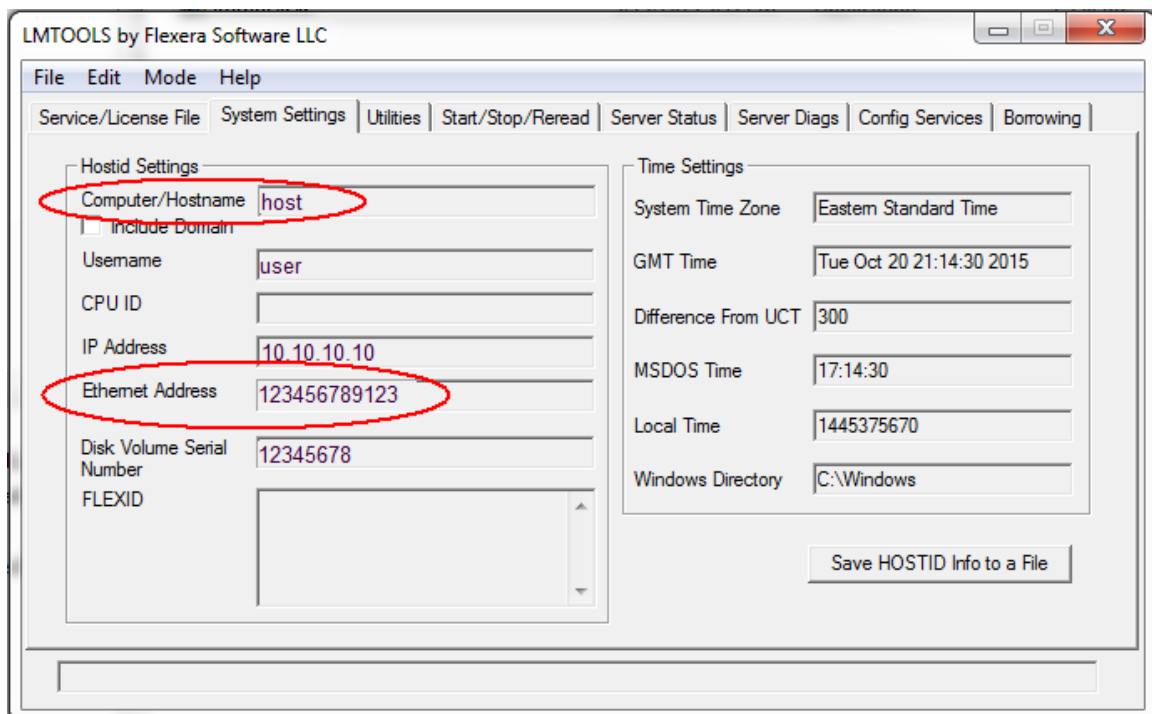 LMTOOLS by Flexera Software LLC
File Edit Mode Help
Service/License File System Settings Utilities Start/Stop/Reread Server Status Server Diags Config Services Borrowing
Hostid Settings
Computer/Hostname host
Include Domain
Username user
CPU ID
IP Address 10.10.10.10
Ethernet Address 123456789123
Disk Volume Serial
Number 12345678
FLEXID
Time Settings
System Time Zone Eastern Standard Time
GMT Time Tue Oct 20 21:14:30 2015
Difference From UCT 300
MSDOS Time 17:14:30
Local Time 1445375670
Windows Directory C:\Windows
Save HOSTID Info to a File